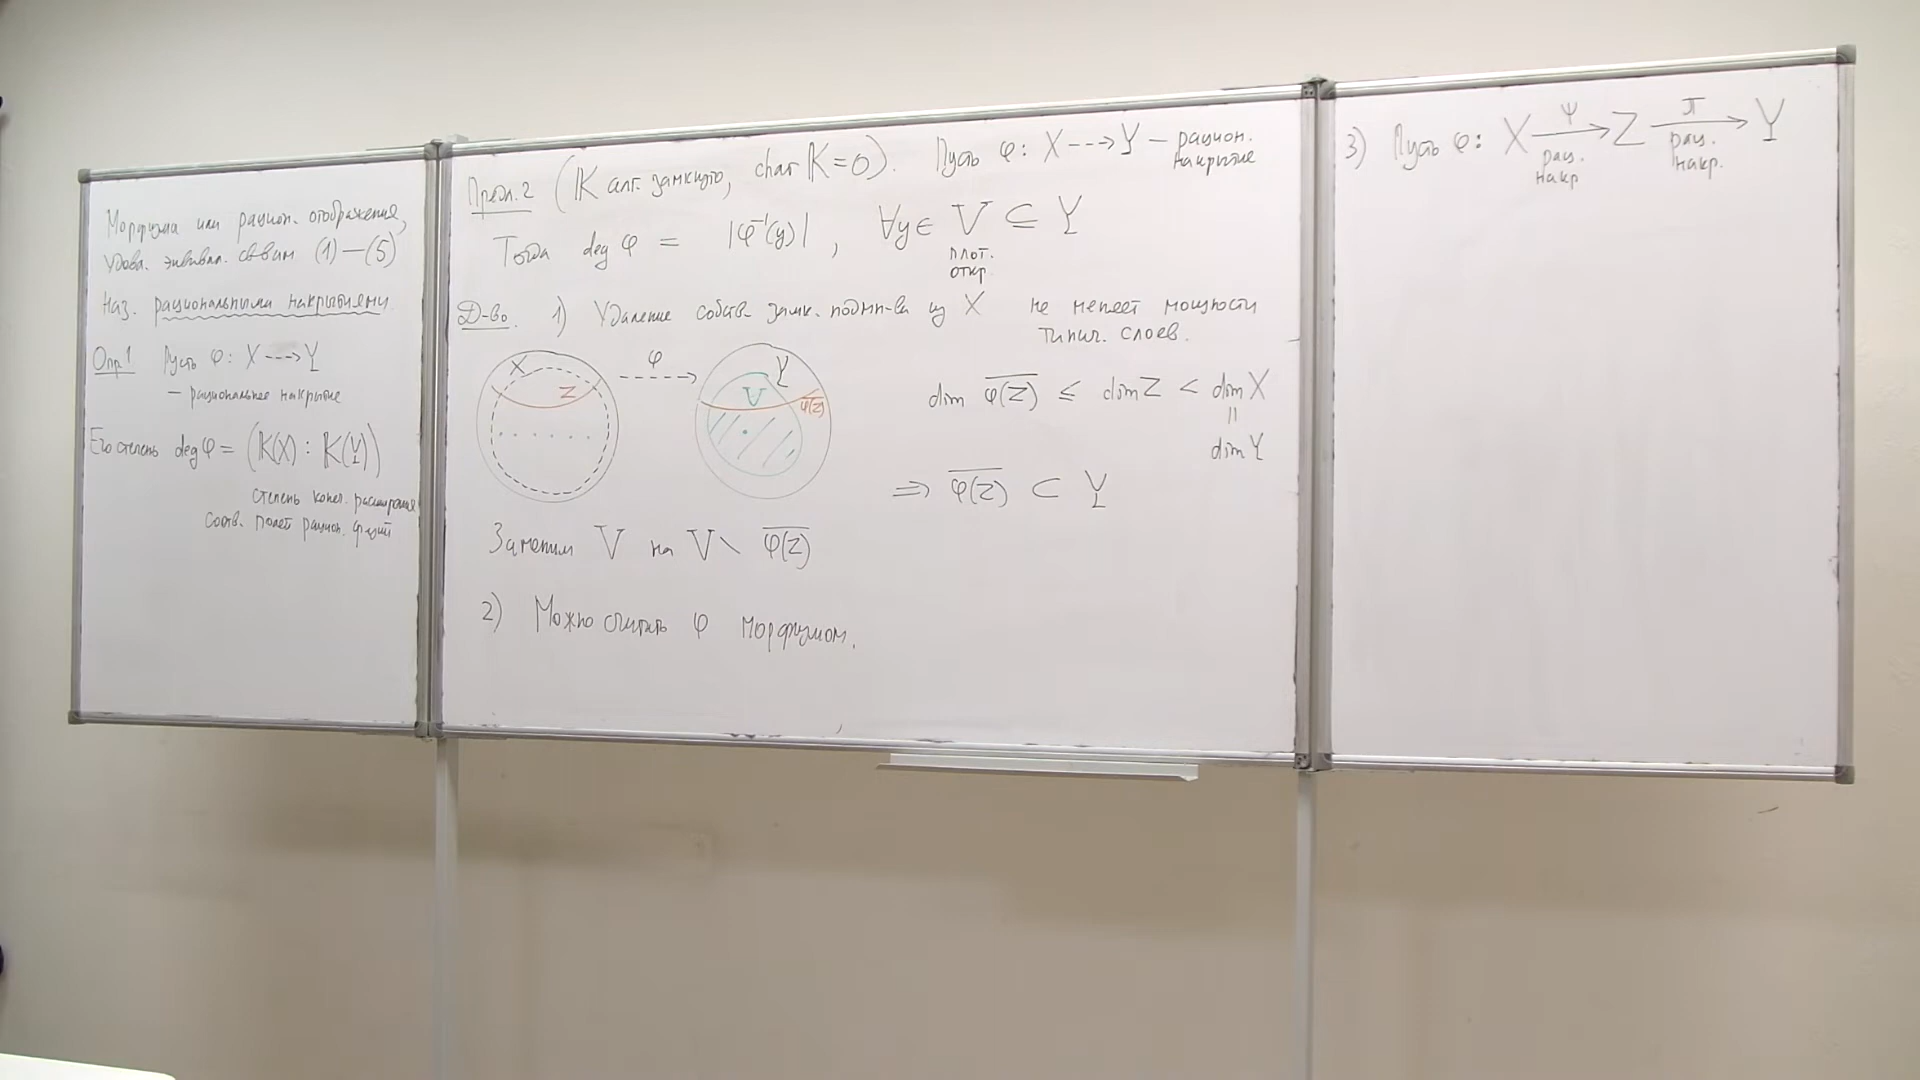 Морфизмы или рацион. отображения,
удовл. эквивал. св-вам (1)—(5)
наз. рациональными накрытиями.
Опр.1 Пусть φ: X ⇢ Y
— рациональное накрытие
Его степень deg φ = (K(X) : K(Y))
степень конеч. расширения
соотв. полей рацион. функций
Предл.2 (K алг. замкнуто, char K = 0). Пусть φ: X ⇢ Y — рацион. накрытие
Тогда deg φ = |φ⁻¹(y)|, ∀y ∈ V ⊆ Y
плот.
откр.
Д-во. 1) Удаление собств. замк. подмн-ва из X не меняет мощности
типич. слоев.
X Z φ Y V φ(Z)‾
dim φ(Z)‾ ≤ dim Z < dim X
||
dim Y
⇒ φ(Z)‾ ⊂ Y
Заменим V на V \ φ(Z)‾
2) Можно считать φ морфизмом.
3) Пусть φ: X —ψ→ Z —π→ Y
рац. накр. рац. накр.